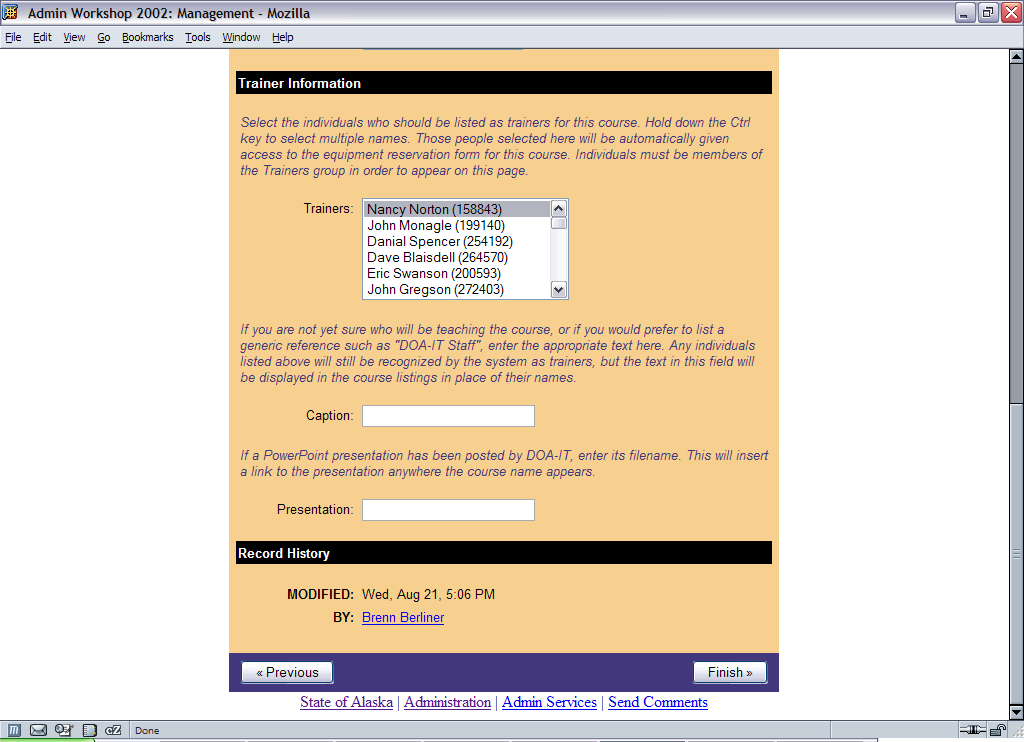 Admin Workshop 2002: Management - Mozilla
File Edit View Go Bookmarks Tools Window Help
Trainer Information
Select the individuals who should be listed as trainers for this course. Hold down the Ctrl
key to select multiple names. Those people selected here will be automatically given
access to the equipment reservation form for this course. Individuals must be members of
the Trainers group in order to appear on this page.
Trainers: Nancy Norton (158843)
John Monagle (199140)
Danial Spencer (254192)
Dave Blaisdell (264570)
Eric Swanson (200593)
John Gregson (272403)
If you are not yet sure who will be teaching the course, or if you would prefer to list a
generic reference such as "DOA-IT Staff", enter the appropriate text here. Any individuals
listed above will still be recognized by the system as trainers, but the text in this field will
be displayed in the course listings in place of their names.
Caption:
If a PowerPoint presentation has been posted by DOA-IT, enter its filename. This will insert
a link to the presentation anywhere the course name appears.
Presentation:
Record History
MODIFIED: Wed, Aug 21, 5:06 PM
BY: Brenn Berliner
« Previous Finish »
State of Alaska | Administration | Admin Services | Send Comments
cZ Done